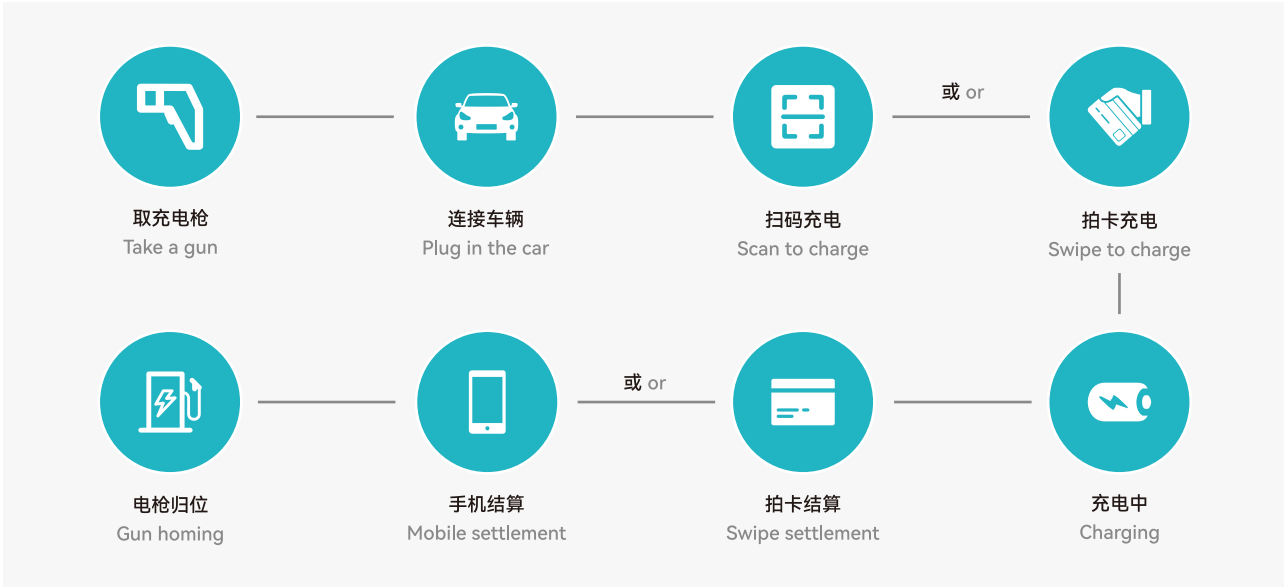 取充电枪
Take a gun
连接车辆
Plug in the car
扫码充电
Scan to charge
或 or
拍卡充电
Swipe to charge
电枪归位
Gun homing
手机结算
Mobile settlement
或 or
拍卡结算
Swipe settlement
充电中
Charging